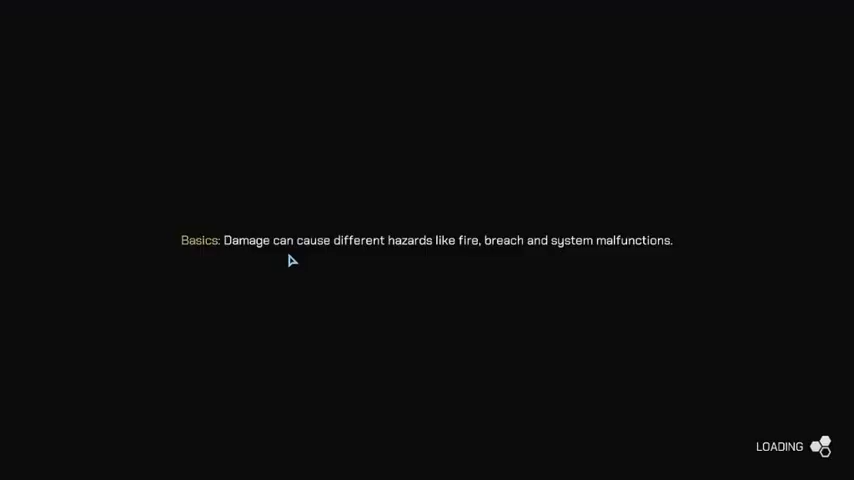 Basics: Damage can cause different hazards like fire, breach and system malfunctions.
LOADING